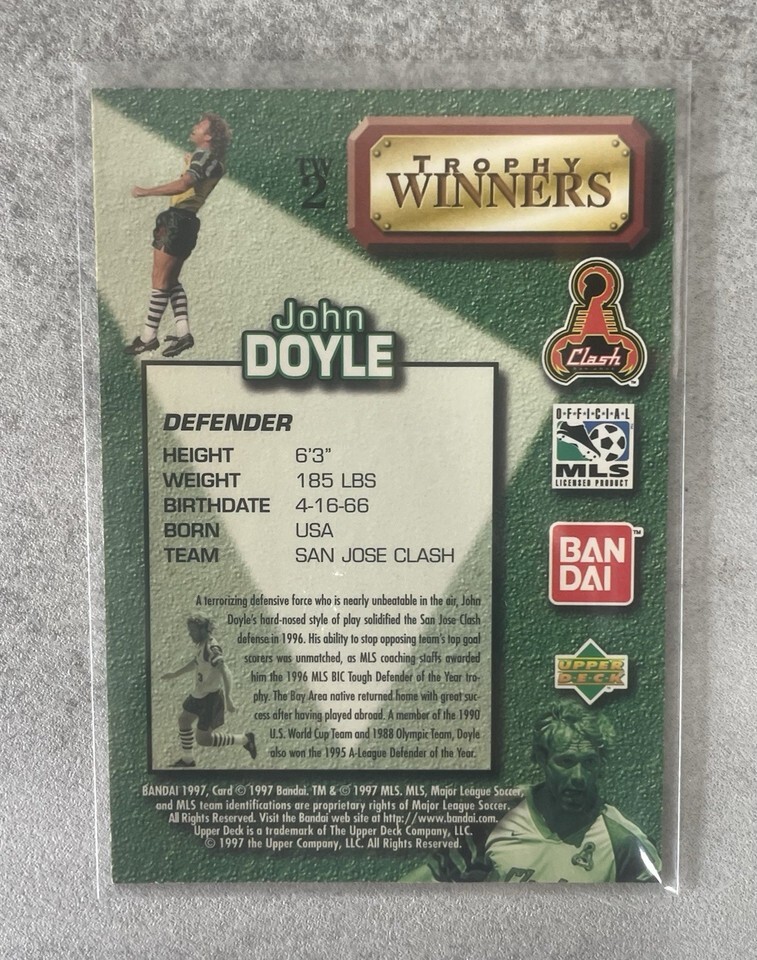 TW
2
TROPHY
WINNERS
John
DOYLE
Clash
DEFENDER
HEIGHT 6'3"
WEIGHT 185 LBS
BIRTHDATE 4-16-66
BORN USA
TEAM SAN JOSE CLASH
O·F·F·I·C·I·A·L
MLS
LICENSED PRODUCT
BAN
DAI
TM
UPPER
DECK
A terrorizing defensive force who is nearly unbeatable in the air, John
Doyle's hard-nosed style of play solidified the San Jose Clash
defense in 1996. His ability to stop opposing team's top goal
scorers was unmatched, as MLS coaching staffs awarded
him the 1996 MLS BIC Tough Defender of the Year tro-
phy. The Bay Area native returned home with great suc-
cess after having played abroad. A member of the 1990
U.S. World Cup Team and 1988 Olympic Team, Doyle
also won the 1995 A-League Defender of the Year.
BANDAI 1997, Card © 1997 Bandai. TM & © 1997 MLS. MLS, Major League Soccer,
and MLS team identifications are proprietary rights of Major League Soccer.
All Rights Reserved. Visit the Bandai web site at http://www.bandai.com.
Upper Deck is a trademark of The Upper Deck Company, LLC.
© 1997 the Upper Company, LLC. All Rights Reserved.